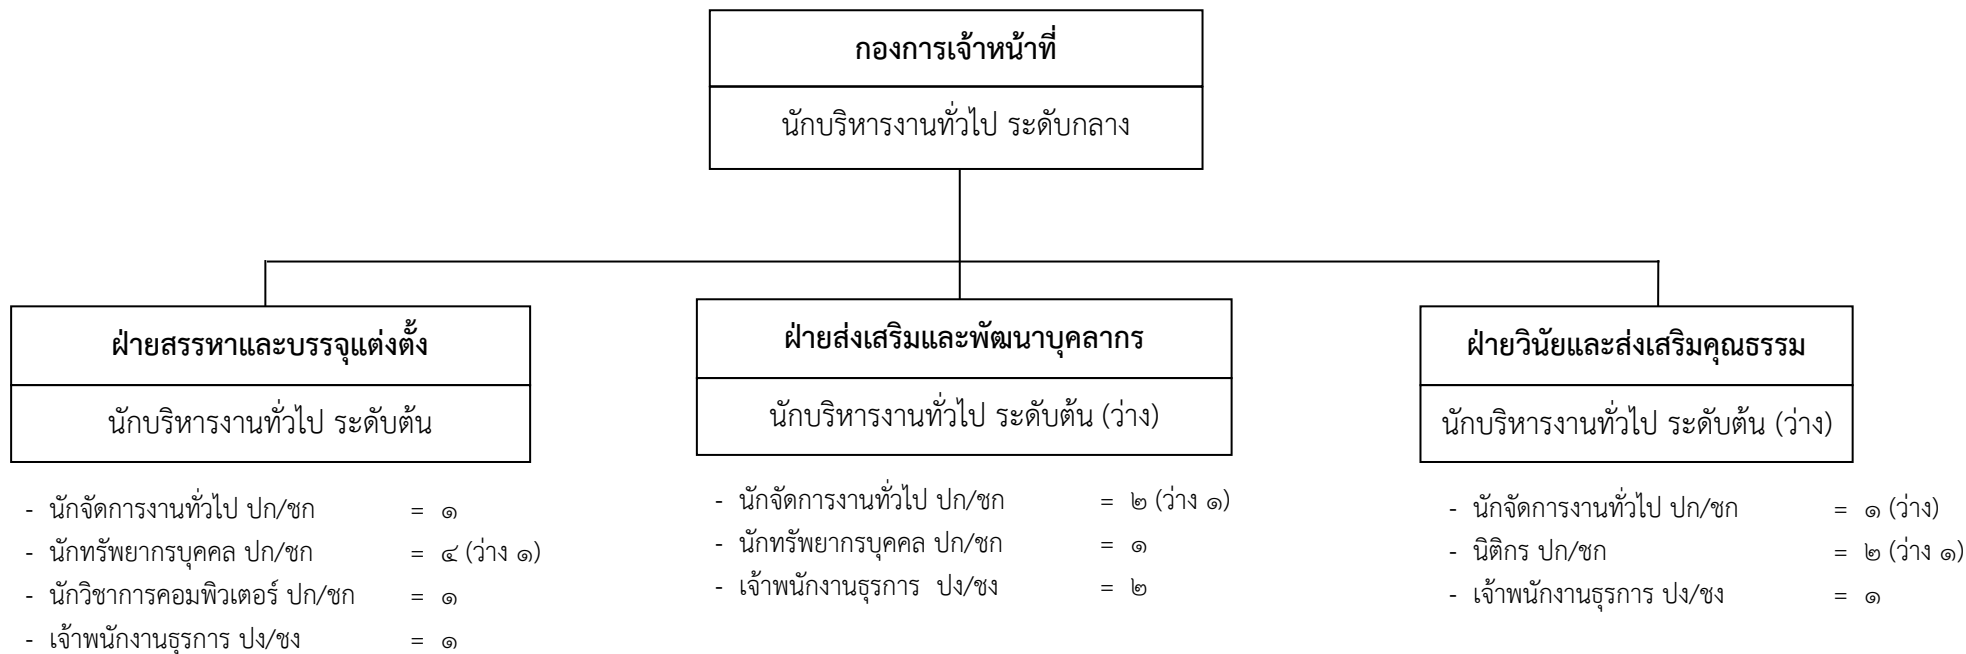 กองการเจ้าหน้าที่
นักบริหารงานทั่วไป ระดับกลาง
ฝ่ายสรรหาและบรรจุแต่งตั้ง
นักบริหารงานทั่วไป ระดับต้น
- นักจัดการงานทั่วไป ปก/ชก = ๑
- นักทรัพยากรบุคคล ปก/ชก = ๔ (ว่าง ๑)
- นักวิชาการคอมพิวเตอร์ ปก/ชก = ๑
- เจ้าพนักงานธุรการ ปง/ชง = ๑
ฝ่ายส่งเสริมและพัฒนาบุคลากร
นักบริหารงานทั่วไป ระดับต้น (ว่าง)
- นักจัดการงานทั่วไป ปก/ชก = ๒ (ว่าง ๑)
- นักทรัพยากรบุคคล ปก/ชก = ๑
- เจ้าพนักงานธุรการ ปง/ชง = ๒
ฝ่ายวินัยและส่งเสริมคุณธรรม
นักบริหารงานทั่วไป ระดับต้น (ว่าง)
- นักจัดการงานทั่วไป ปก/ชก = ๑ (ว่าง)
- นิติกร ปก/ชก = ๒ (ว่าง ๑)
- เจ้าพนักงานธุรการ ปง/ชง = ๑